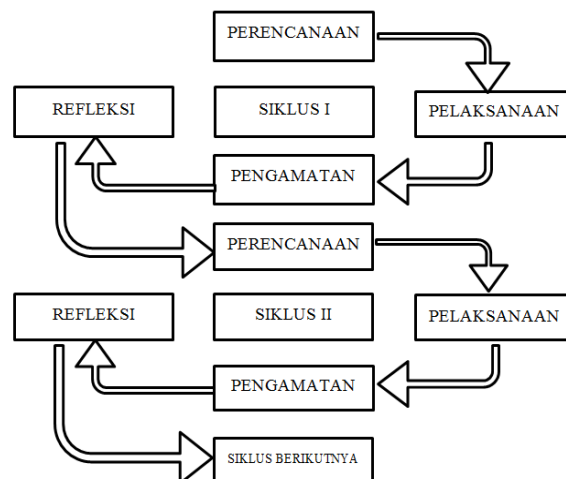 PERENCANAAN
REFLEKSI
SIKLUS I
PELAKSANAAN
PENGAMATAN
PERENCANAAN
REFLEKSI
SIKLUS II
PELAKSANAAN
PENGAMATAN
SIKLUS BERIKUTNYA